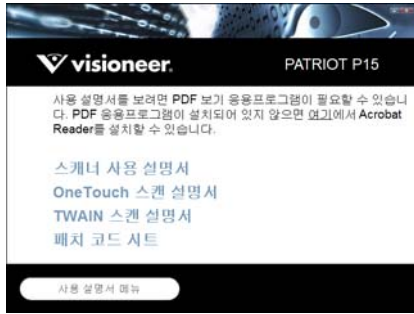 visioneer.
PATRIOT P15
사용 설명서를 보려면 PDF 보기 응용프로그램이 필요할 수 있습니
다. PDF 응용프로그램이 설치되어 있지 않으면 여기에서 Acrobat
Reader를 설치할 수 있습니다.
스캐너 사용 설명서
OneTouch 스캔 설명서
TWAIN 스캔 설명서
패치 코드 시트
사용 설명서 메뉴